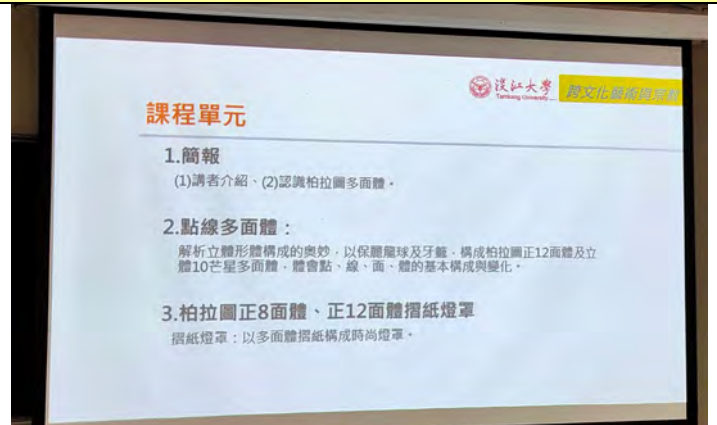 淡江大學
Tamkang University
跨文化藝術與宗教
課程單元
1.簡報
(1)講者介紹、(2)認識柏拉圖多面體。
2.點線多面體：
解析立體形體構成的奧妙，以保麗龍球及牙籤，構成柏拉圖正12面體及立
體10芒星多面體，體會點、線、面、體的基本構成與變化。
3.柏拉圖正8面體、正12面體摺紙燈罩
摺紙燈罩：以多面體摺紙構成時尚燈罩。